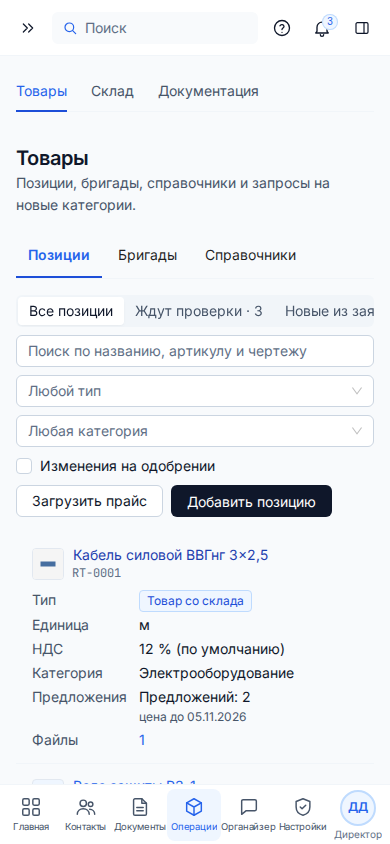 Поиск
3
Товары
Склад
Документация
Товары
Позиции, бригады, справочники и запросы на
новые категории.
Позиции
Бригады
Справочники
Все позиции
Ждут проверки · 3
Новые из зая
Поиск по названию, артикулу и чертежу
Любой тип
Любая категория
Изменения на одобрении
Загрузить прайс
Добавить позицию
Кабель силовой ВВГнг 3×2,5
RT-0001
Тип
Товар со склада
Единица
м
НДС
12 % (по умолчанию)
Категория
Электрооборудование
Предложения
Предложений: 2
цена до 05.11.2026
Файлы
1
Главная
Контакты
Документы
Операции
Органайзер
Настройки
ДД
Директор